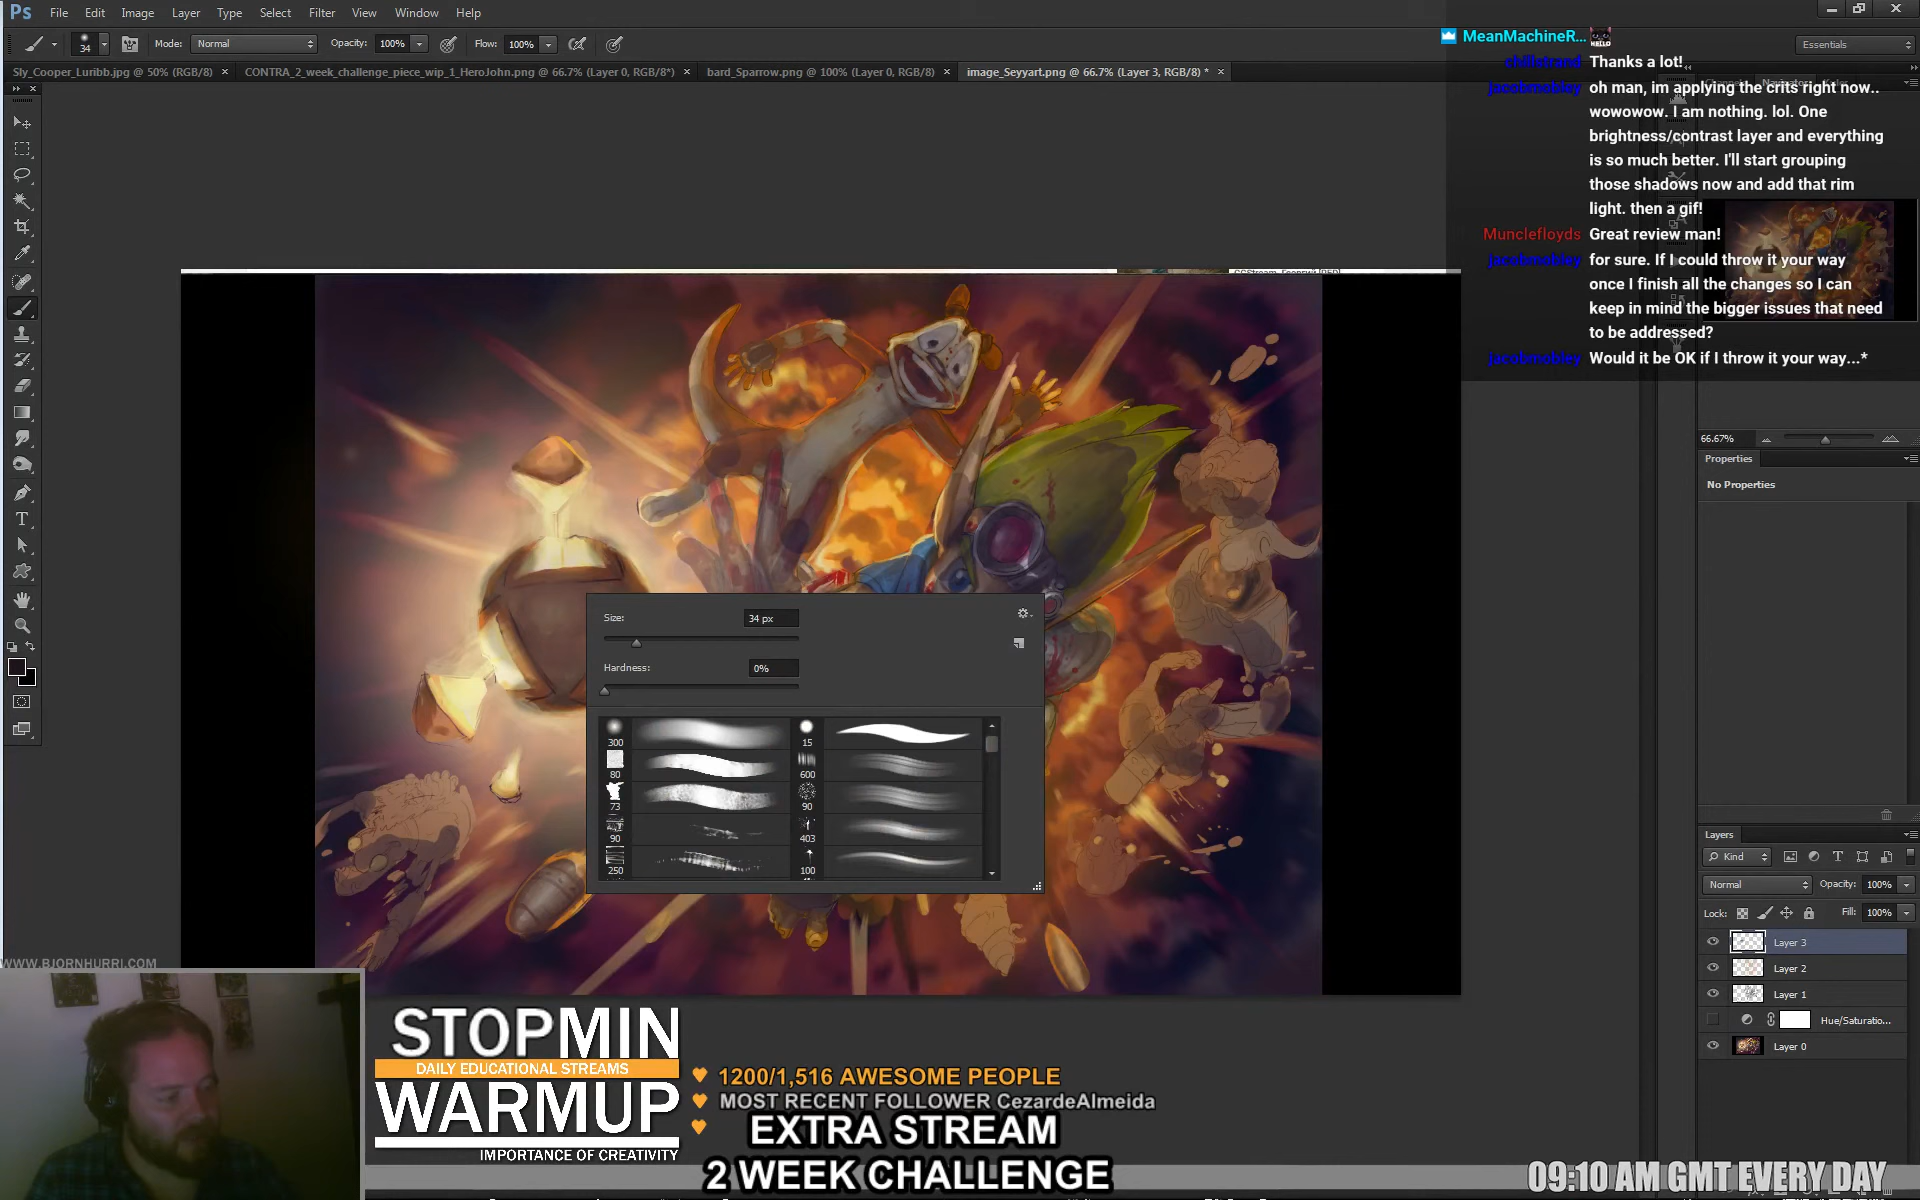 Ps File Edit Image Layer Type Select Filter View Window Help
34 Mode: Normal Opacity: 100% Flow: 100% Essentials
Sly_Cooper_Luribb.jpg @ 50% (RGB/8) × CONTRA_2_week_challenge_piece_wip_1_HeroJohn.png @ 66.7% (Layer 0, RGB/8*) × bard_Sparrow.png @ 100% (Layer 0, RGB/8) × image_Seyyart.png @ 66.7% (Layer 3, RGB/8) * ×
MeanMachineR... HELLO
chillstrand Thanks a lot!
jacobmobley oh man, im applying the crits right now..
wowowow. I am nothing. lol. One
brightness/contrast layer and everything
is so much better. I'll start grouping
those shadows now and add that rim
light. then a gif!
Munclefloyds Great review man!
jacobmobley for sure. If I could throw it your way
once I finish all the changes so I can
keep in mind the bigger issues that need
to be addressed?
jacobmobley Would it be OK if I throw it your way...*
66.67%
Properties
No Properties
Size: 34 px
Hardness: 0%
300 15
80 600
73 90
90 403
250 100
Layers
Kind
Normal Opacity: 100%
Lock: Fill: 100%
Layer 3
Layer 2
Layer 1
Hue/Saturatio...
Layer 0
WWW.BJORNHURRI.COM
STOPMIN
DAILY EDUCATIONAL STREAMS
WARMUP
IMPORTANCE OF CREATIVITY
1200/1,516 AWESOME PEOPLE
MOST RECENT FOLLOWER CezardeAlmeida
EXTRA STREAM
2 WEEK CHALLENGE
09:10 AM GMT EVERY DAY